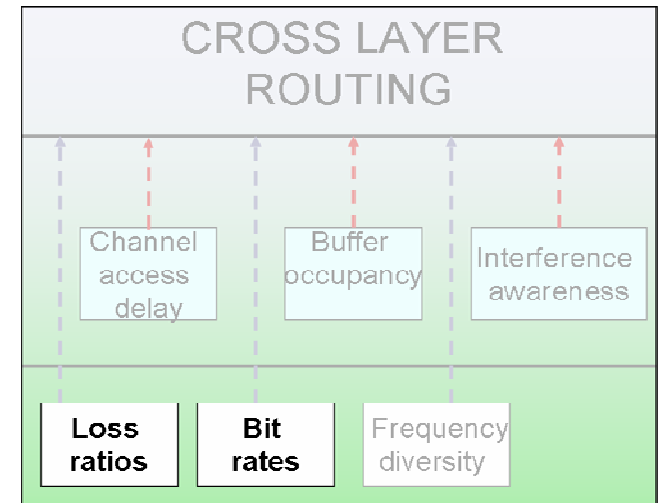 CROSS LAYER
ROUTING
Channel
access
delay
Buffer
occupancy
Interference
awareness
Loss
ratios
Bit
rates
Frequency
diversity